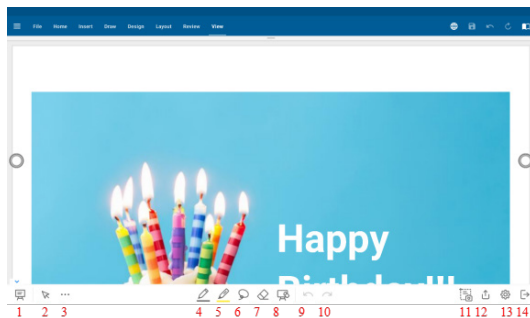 File Home Insert Draw Design Layout Review View
Happy
Birthday!!!
1 2 3 4 5 6 7 8 9 10 11 12 13 14